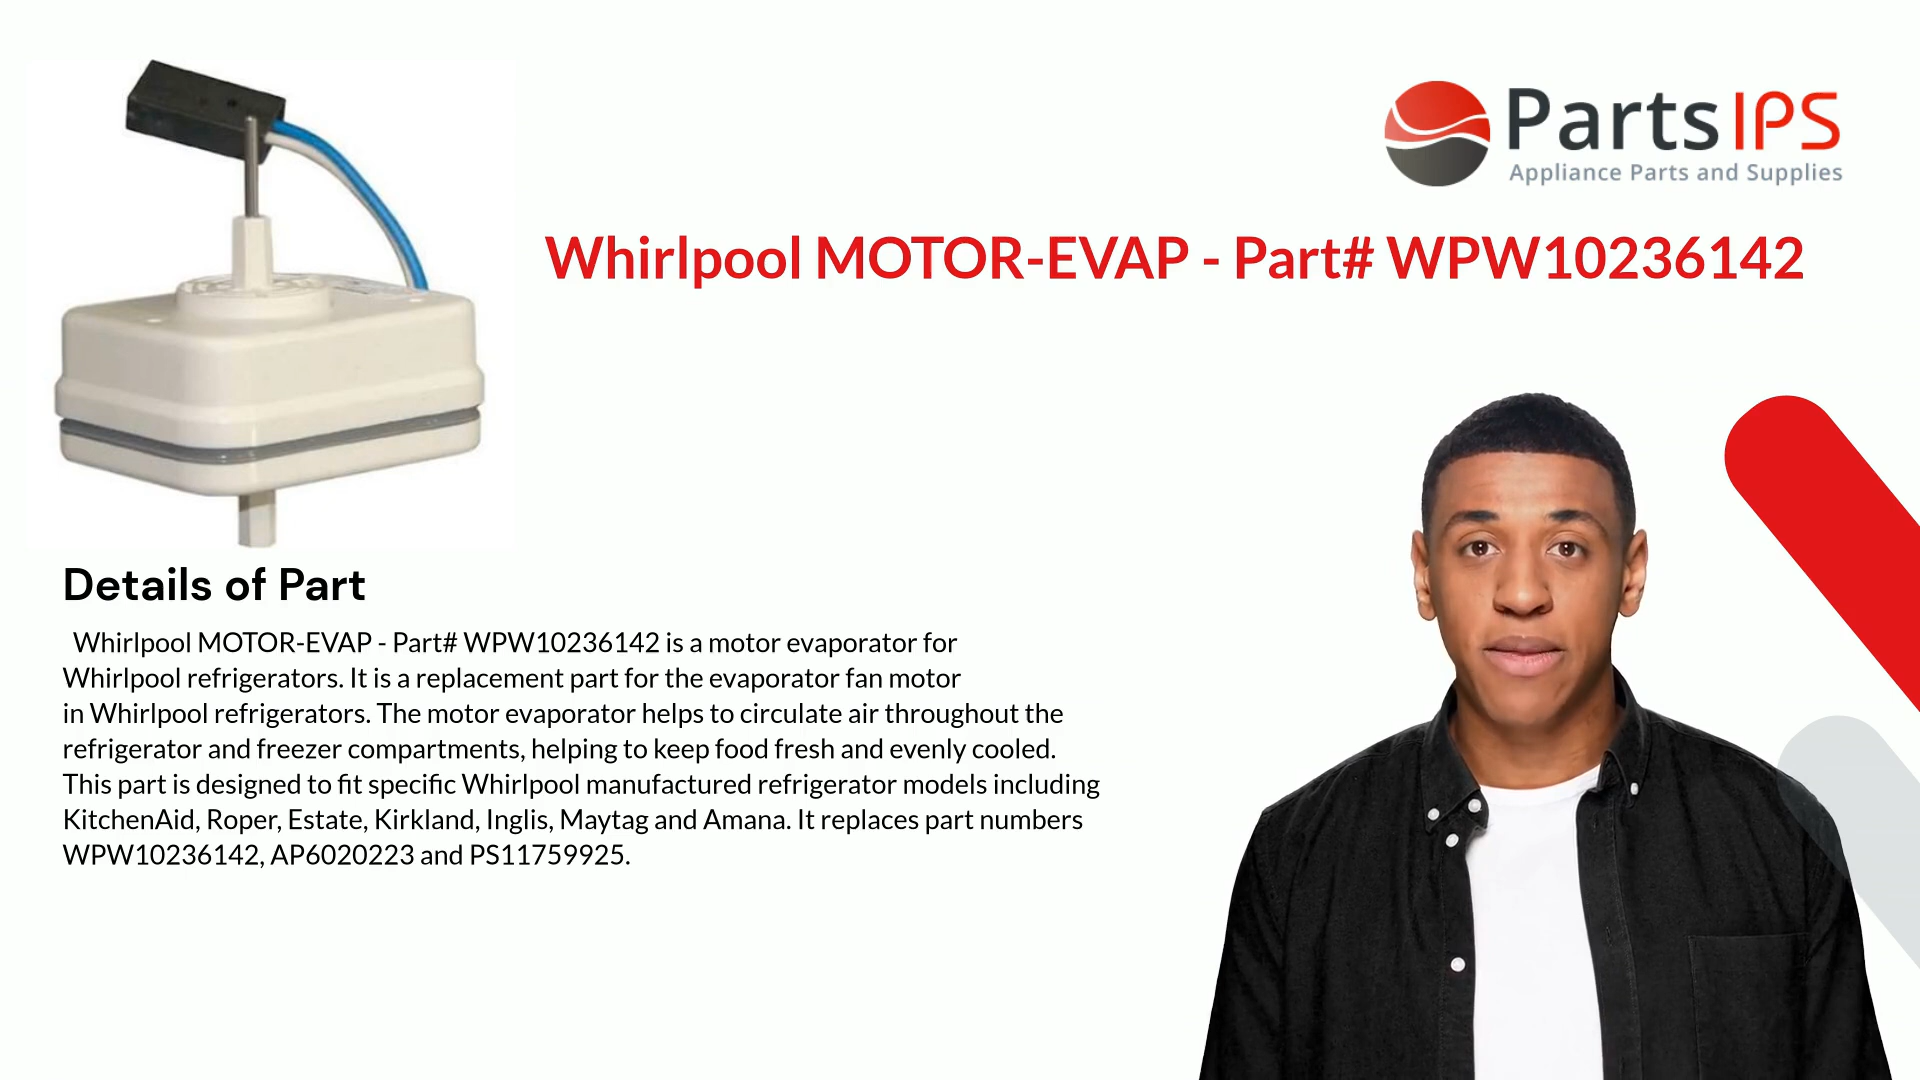 Parts IPS
Appliance Parts and Supplies
Whirlpool MOTOR-EVAP - Part# WPW10236142
Details of Part
Whirlpool MOTOR-EVAP - Part# WPW10236142 is a motor evaporator for
Whirlpool refrigerators. It is a replacement part for the evaporator fan motor
in Whirlpool refrigerators. The motor evaporator helps to circulate air throughout the
refrigerator and freezer compartments, helping to keep food fresh and evenly cooled.
This part is designed to fit specific Whirlpool manufactured refrigerator models including
KitchenAid, Roper, Estate, Kirkland, Inglis, Maytag and Amana. It replaces part numbers
WPW10236142, AP6020223 and PS11759925.